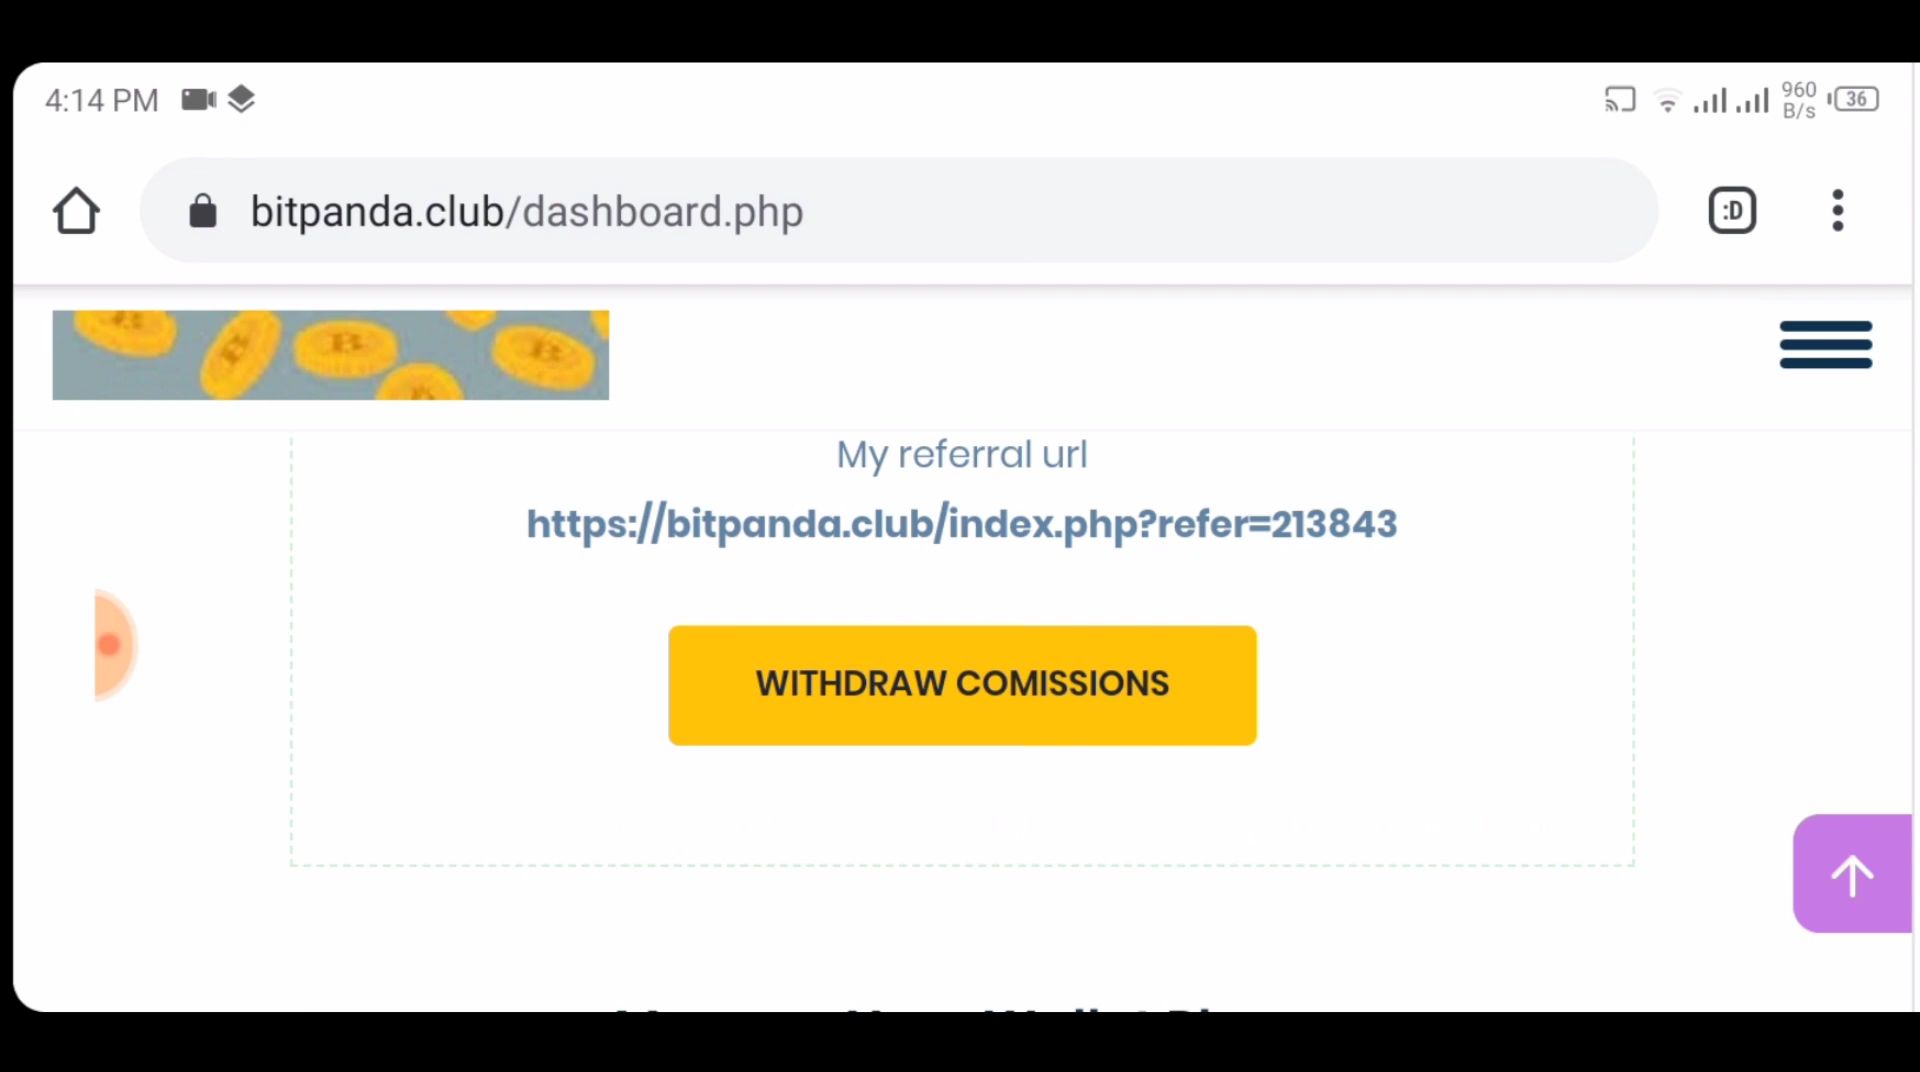 4:14 PM
960
B/s
36
bitpanda.club/dashboard.php
:D
My referral url
https://bitpanda.club/index.php?refer=213843
WITHDRAW COMISSIONS